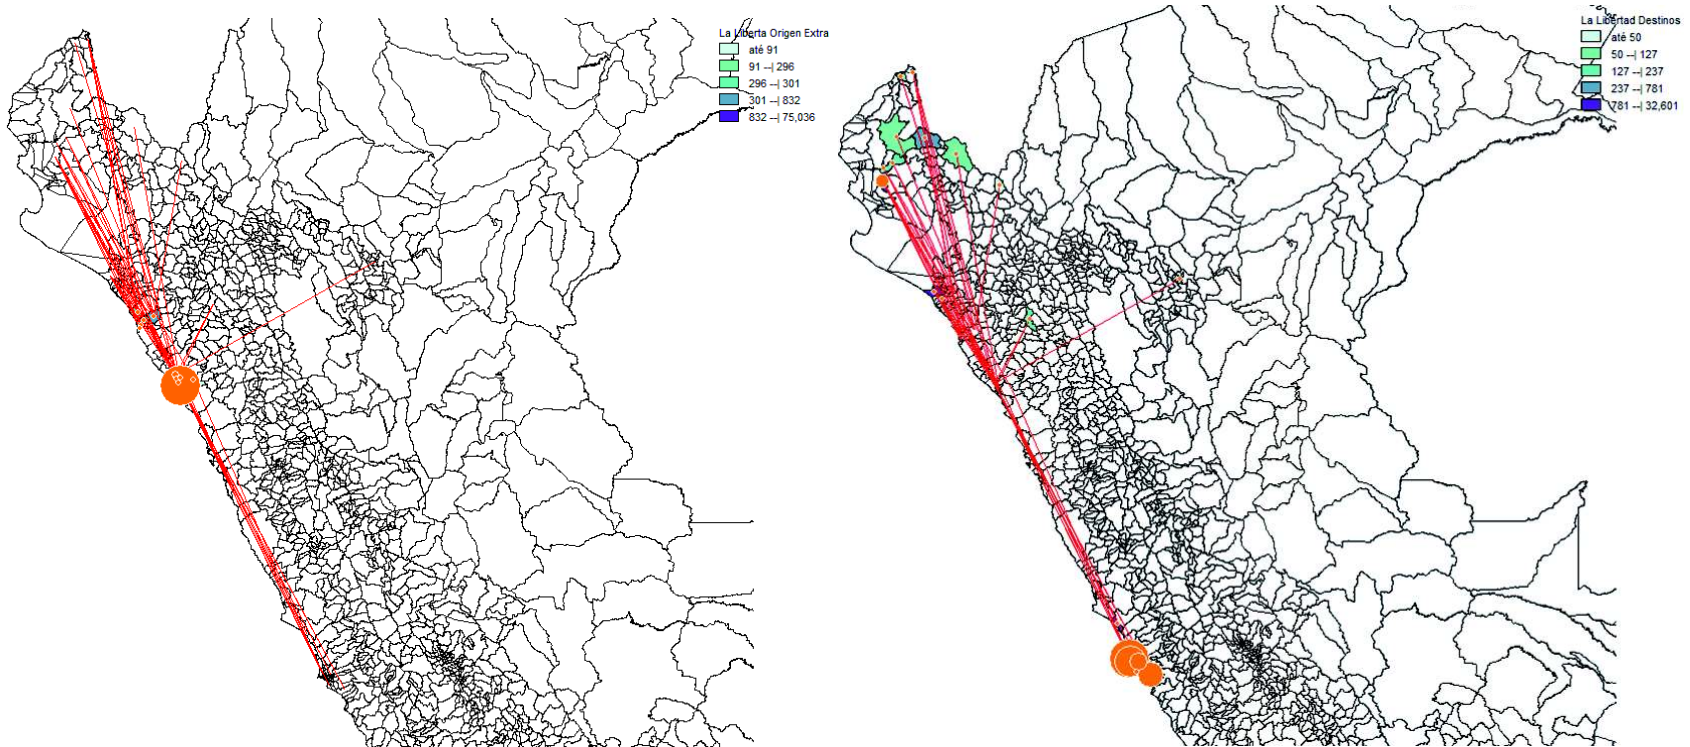 La Liberta Origen Extra
até 91
91 --| 296
296 --| 301
301 --| 832
832 --| 75,036
La Libertad Destinos
até 50
50 --| 127
127 --| 237
237 --| 781
781 --| 32,601